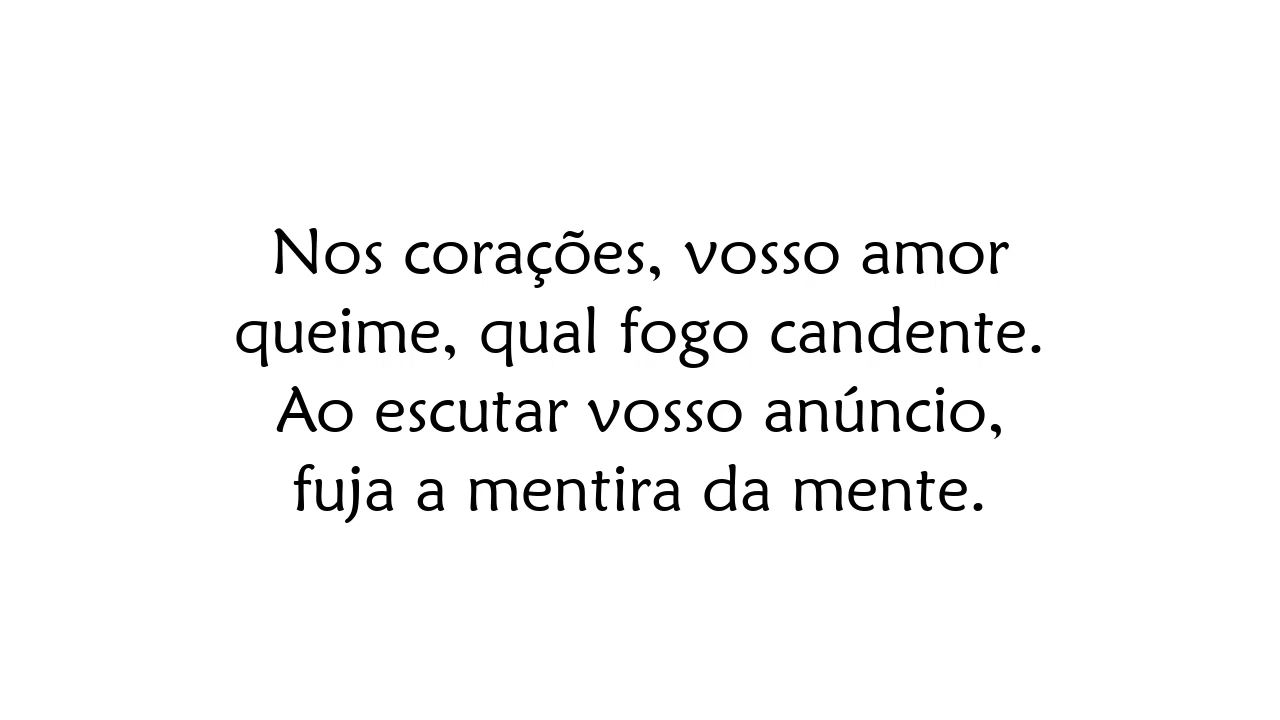 Nos corações, vosso amor
queime, qual fogo candente.
Ao escutar vosso anúncio,
fuja a mentira da mente.